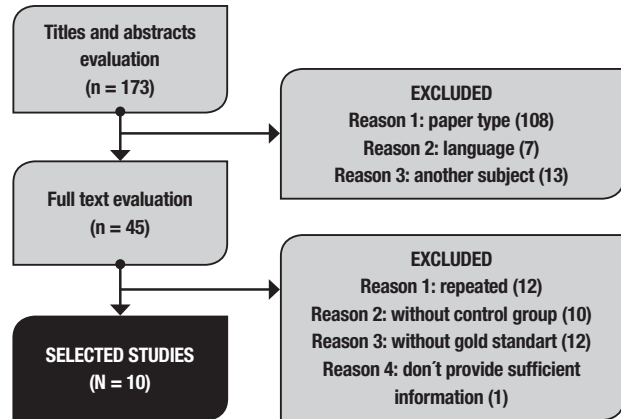 Titles and abstracts
evaluation
(n = 173)
EXCLUDED
Reason 1: paper type (108)
Reason 2: language (7)
Reason 3: another subject (13)
Full text evaluation
(n = 45)
EXCLUDED
Reason 1: repeated (12)
Reason 2: without control group (10)
Reason 3: without gold standart (12)
Reason 4: don´t provide sufficient
information (1)
SELECTED STUDIES
(N = 10)